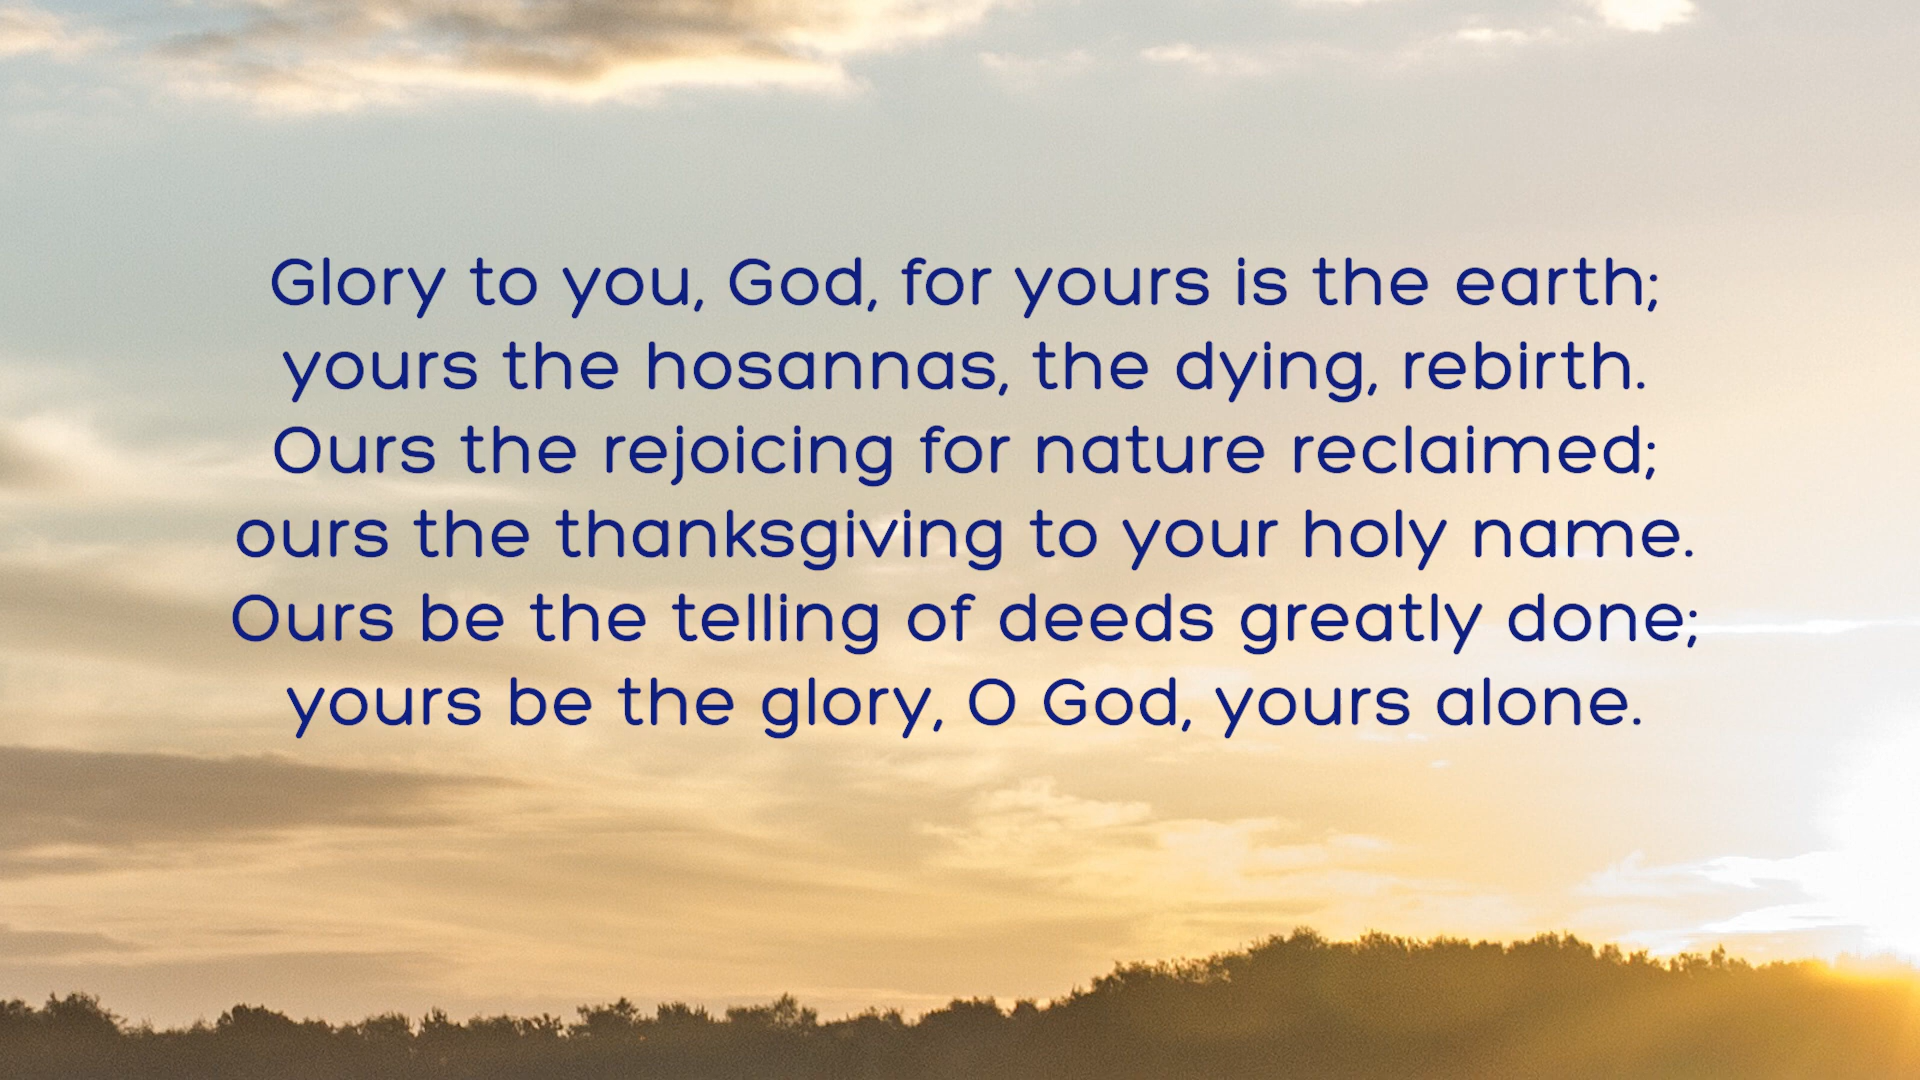 Glory to you, God, for yours is the earth;
yours the hosannas, the dying, rebirth.
Ours the rejoicing for nature reclaimed;
ours the thanksgiving to your holy name.
Ours be the telling of deeds greatly done;
yours be the glory, O God, yours alone.